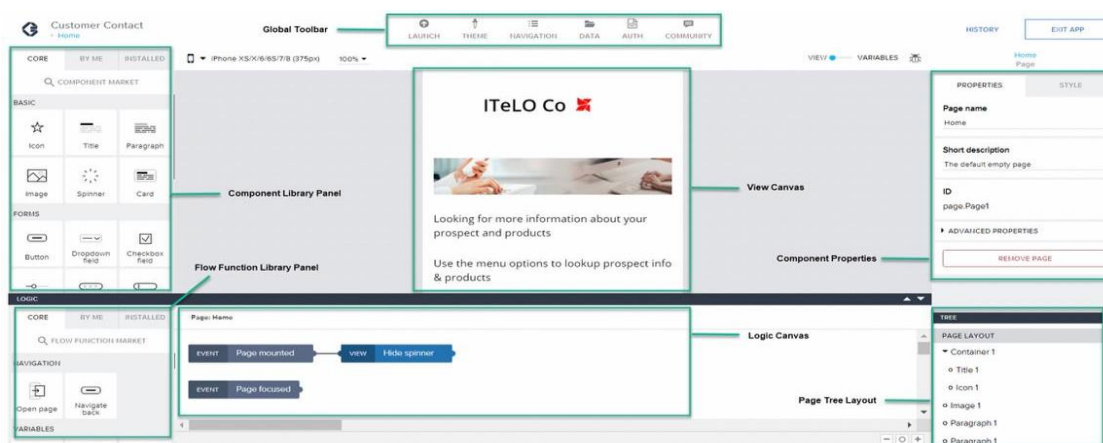 Customer Contact
Home
Global Toolbar
LAUNCH THEME NAVIGATION DATA AUTH COMMUNITY
HISTORY
EXIT APP
CORE BY ME INSTALLED
iPhone XS/X/6/6S/7/8 (375px) 100%
VIEW VARIABLES
Home
Page
COMPONENT MARKET
BASIC
Icon Title Paragraph
Image Spinner Card
FORMS
Button Dropdown field Checkbox field
Component Library Panel
Flow Function Library Panel
ITeLO Co
Looking for more information about your
prospect and products
Use the menu options to lookup prospect info
& products
View Canvas
Component Properties
PROPERTIES STYLE
Page name
Home
Short description
The default empty page
ID
page.Page1
ADVANCED PROPERTIES
REMOVE PAGE
LOGIC
CORE BY ME INSTALLED
FLOW FUNCTION MARKET
NAVIGATION
Open page Navigate back
VARIABLES
Page: Home
EVENT Page mounted VIEW Hide spinner
EVENT Page focused
Logic Canvas
Page Tree Layout
TREE
PAGE LAYOUT
Container 1
Title 1
Icon 1
Image 1
Paragraph 1
Paragraph 1